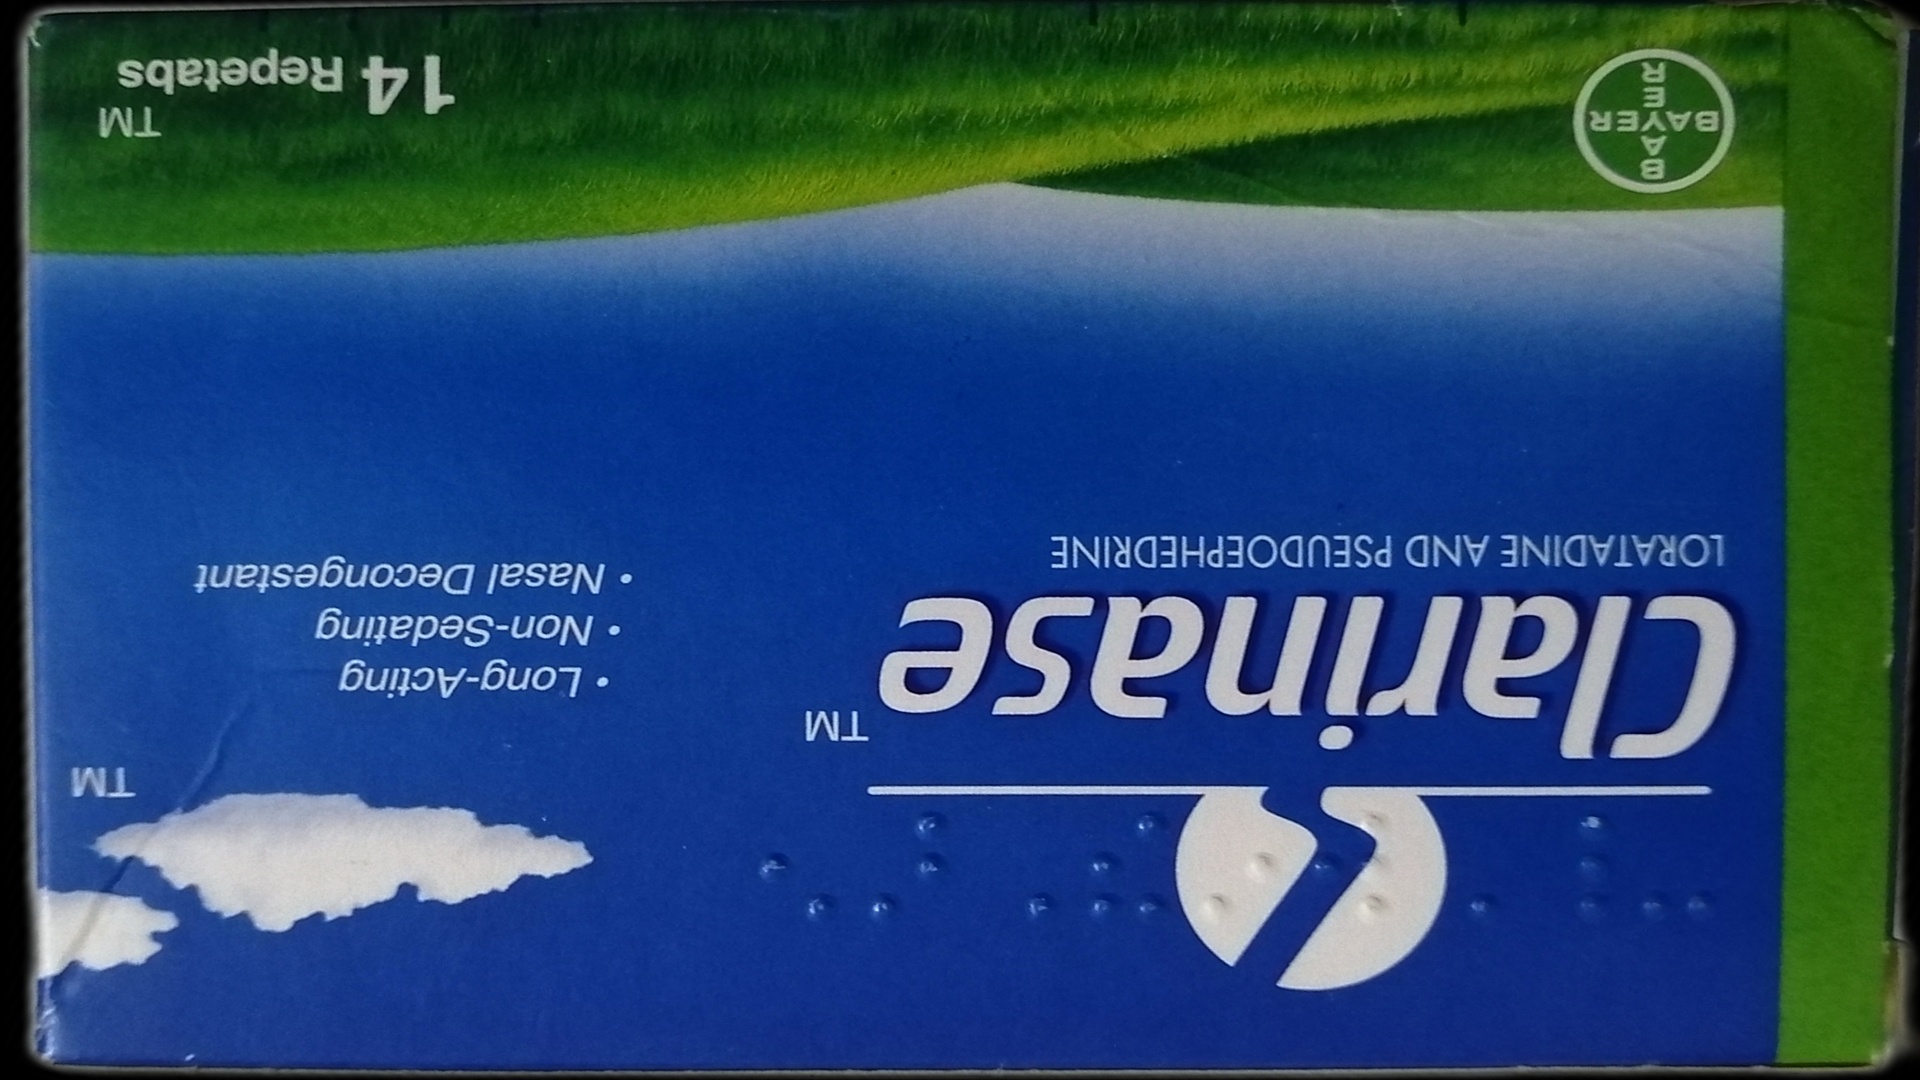 TM
Clarinase
TM
LORATADINE AND PSEUDOEPHEDRINE
• Long-Acting
• Non-Sedating
• Nasal Decongestant
BAYER
BAYER
14 Repetabs
TM